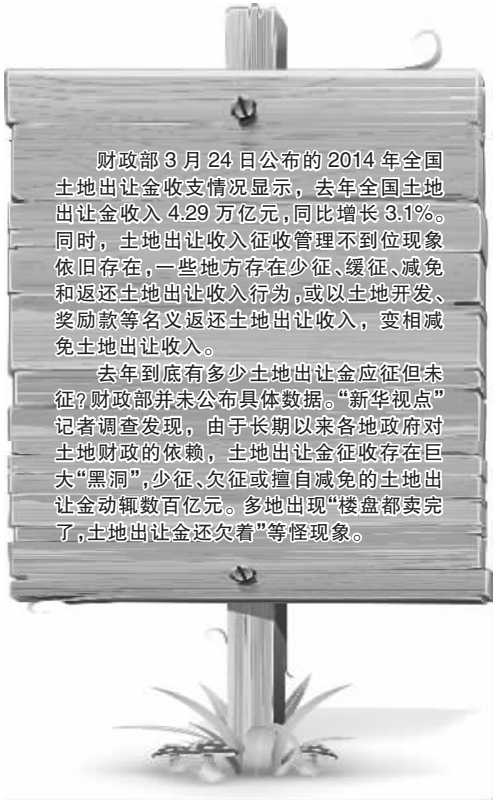 财政部 3 月 24 日公布的 2014 年全国
土地出让金收支情况显示，去年全国土地
出让金收入 4.29 万亿元，同比增长 3.1%。
同时，土地出让收入征收管理不到位现象
依旧存在，一些地方存在少征、缓征、减免
和返还土地出让收入行为，或以土地开发、
奖励款等名义返还土地出让收入，变相减
免土地出让收入。
去年到底有多少土地出让金应征但未
征？财政部并未公布具体数据。“新华视点”
记者调查发现，由于长期以来各地政府对
土地财政的依赖，土地出让金征收存在巨
大“黑洞”，少征、欠征或擅自减免的土地出
让金动辄数百亿元。多地出现“楼盘都卖完
了，土地出让金还欠着”等怪现象。